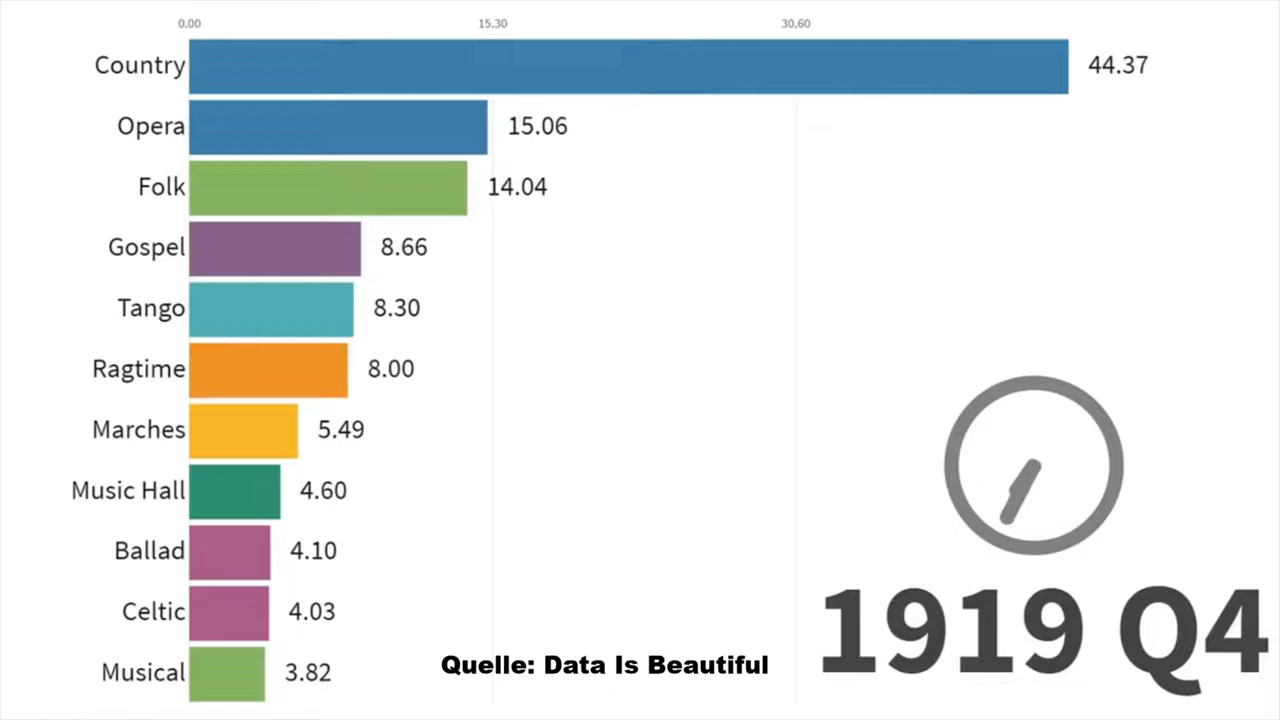 0.00 15.30 30.60
Country 44.37
Opera 15.06
Folk 14.04
Gospel 8.66
Tango 8.30
Ragtime 8.00
Marches 5.49
Music Hall 4.60
Ballad 4.10
Celtic 4.03
Musical 3.82
Quelle: Data Is Beautiful
1919 Q4